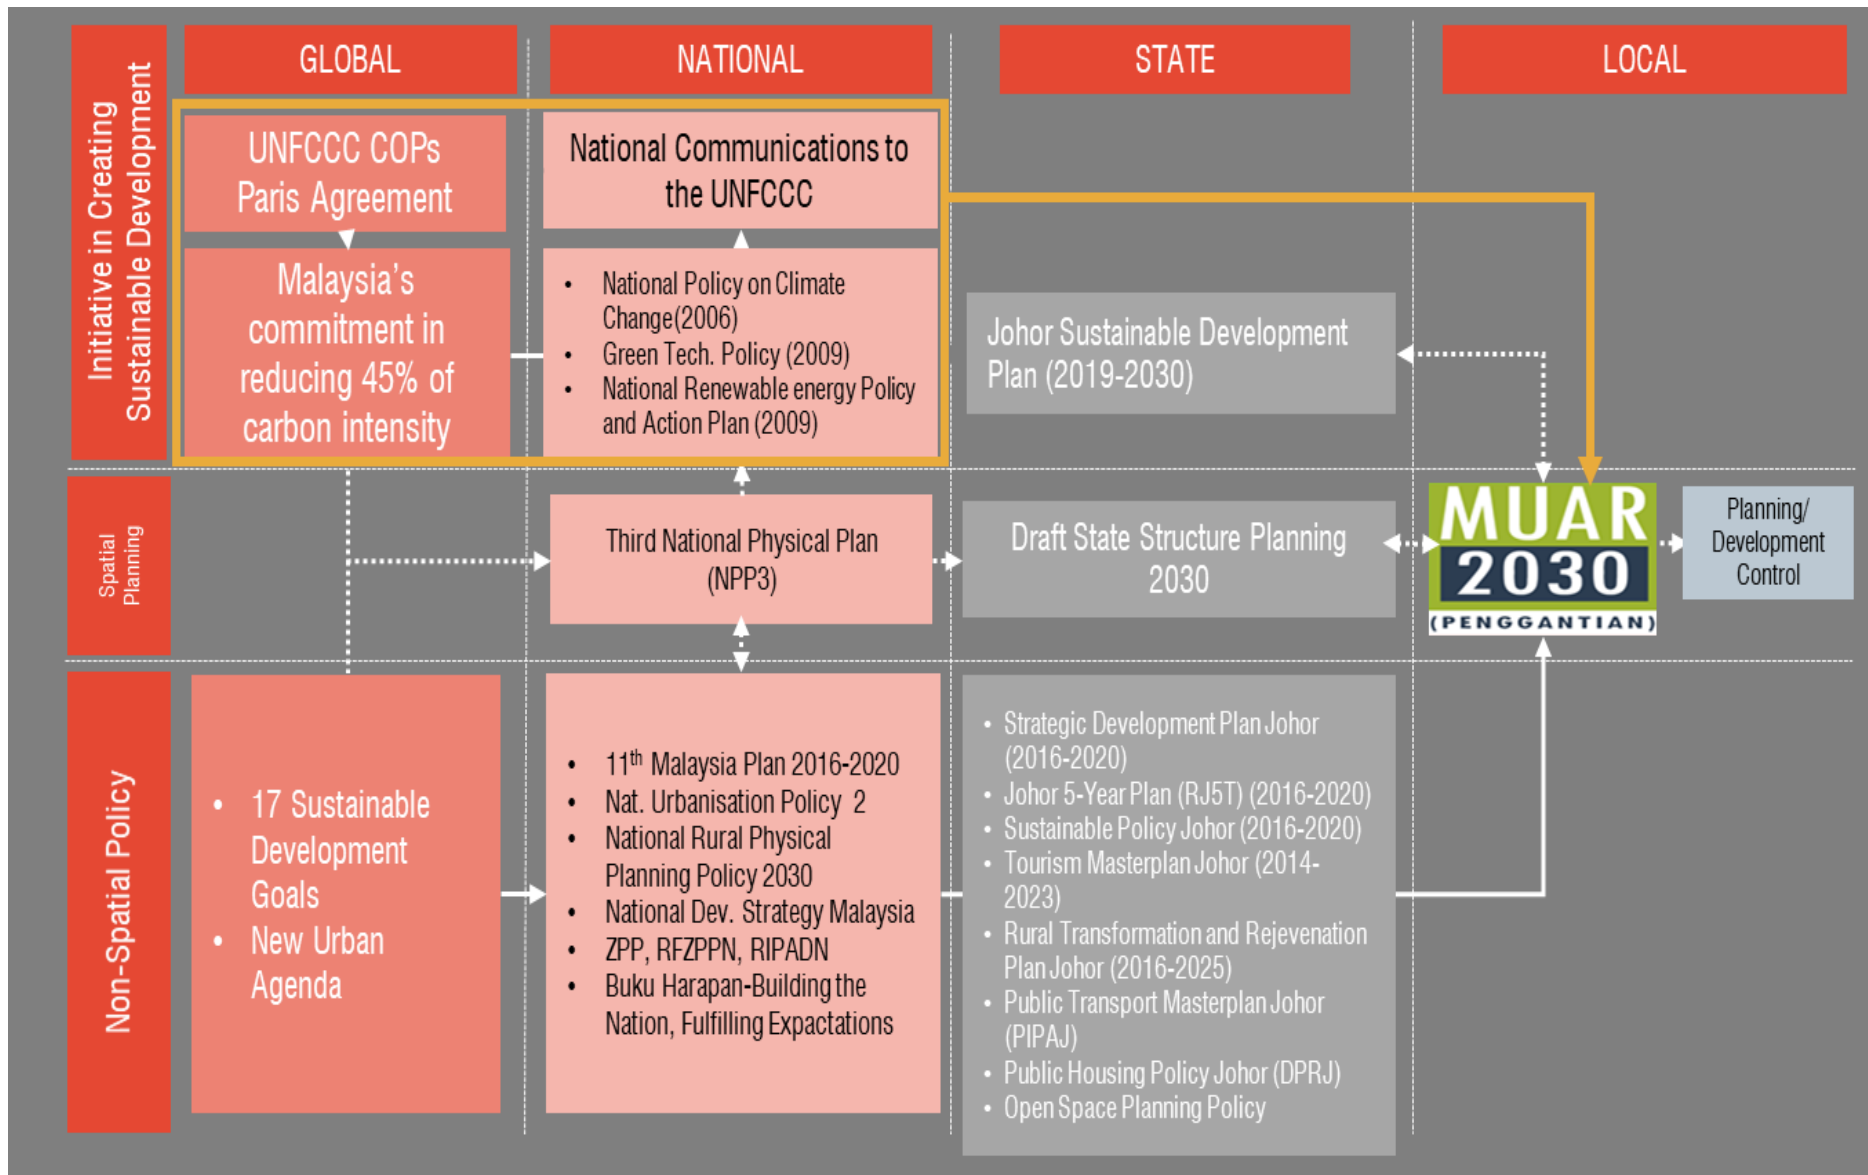 GLOBAL
NATIONAL
STATE
LOCAL
Initiative in Creating
Sustainable Development
UNFCCC COPs
Paris Agreement
Malaysia's
commitment in
reducing 45% of
carbon intensity
National Communications to
the UNFCCC
• National Policy on Climate
Change(2006)
• Green Tech. Policy (2009)
• National Renewable energy Policy
and Action Plan (2009)
Johor Sustainable Development
Plan (2019-2030)
Spatial
Planning
Third National Physical Plan
(NPP3)
Draft State Structure Planning
2030
MUAR
2030
(PENGGANTIAN)
Planning/
Development
Control
Non-Spatial Policy
• 17 Sustainable
Development
Goals
• New Urban
Agenda
• 11th Malaysia Plan 2016-2020
• Nat. Urbanisation Policy 2
• National Rural Physical
Planning Policy 2030
• National Dev. Strategy Malaysia
• ZPP, RFZPPN, RIPADN
• Buku Harapan-Building the
Nation, Fulfilling Expactations
• Strategic Development Plan Johor
(2016-2020)
• Johor 5-Year Plan (RJ5T) (2016-2020)
• Sustainable Policy Johor (2016-2020)
• Tourism Masterplan Johor (2014-
2023)
• Rural Transformation and Rejevenation
Plan Johor (2016-2025)
• Public Transport Masterplan Johor
(PIPAJ)
• Public Housing Policy Johor (DPRJ)
• Open Space Planning Policy